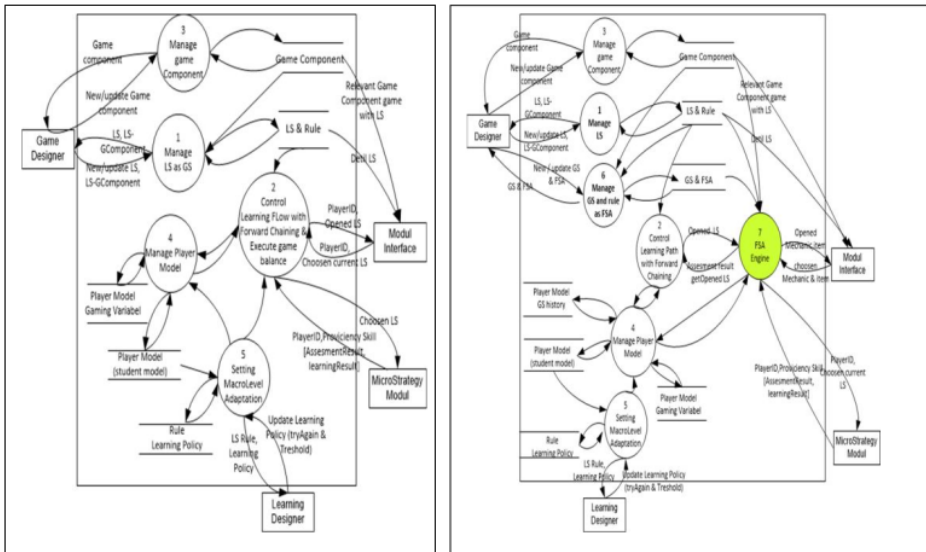 Game
component
3
Manage
game
Component
Game Component
New/update Game
component
Relevant Game
Component game
with LS
Game
Designer
LS, LS-
GComponent
New/update LS,
LS-GComponent
1
Manage
LS as GS
LS & Rule
Detil LS
2
Control
Learning FLow with
Forward Chaining &
Execute game
balance
PlayerID,
Opened LS
PlayerID,
Choosen current LS
Modul
Interface
4
Manage Player
Model
Player Model
Gaming Variabel
Player Model
(student model)
Choosen LS
PlayerID,Proviciency Skill
[AssesmentResult,
learningResult]
MicroStrategy
Modul
5
Setting
MacroLevel
Adaptation
Rule
Learning Policy
Update Learning
Policy (tryAgain &
Treshold)
LS Rule,
Learning
Policy
Learning
Designer
Game
component
3
Manage
game
Component
Game Component
New/update Game
component
Relevant Game
Component game
with LS
Game
Designer
LS, LS-
GComponent
New/update LS,
LS-GComponent
1
Manage
LS
LS & Rule
Detil LS
New / update GS
& FSA
GS & FSA
6
Manage
GS and rule
as FSA
GS & FSA
2
Control
Learning Path
with Forward
Chaining
Opened LS
Assesment result
getOpened LS
7
FSA
Engine
Opened
Mechanic item
choosen
Mechanic & item
Modul
Interface
Player Model
GS history
4
Manage Player
Model
Player Model
(student model)
Player Model
Gaming Variabel
PlayerID,Proviciency Skill
[AssesmentResult,
learningResult]
PlayerID,
Choosen current
LS
5
Setting
MacroLevel
Adaptation
Rule
Learning Policy
LS Rule,
Learning Policy
Update Learning Policy
(tryAgain & Treshold)
MicroStrategy
Modul
Learning
Designer